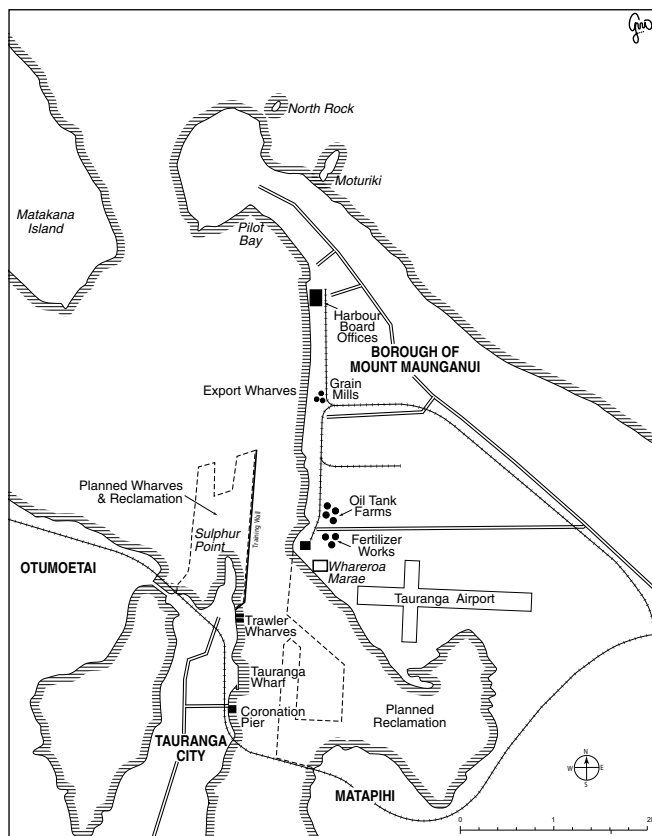 North Rock
Moturiki
Matakana
Island
Pilot
Bay
Harbour
Board
Offices
BOROUGH OF
MOUNT MAUNGANUI
Export Wharves
Grain
Mills
Planned Wharves
& Reclamation
Sulphur
Point
Training Wall
Oil Tank
Farms
OTUMOETAI
Fertilizer
Works
Whareroa
Marae
Tauranga Airport
Trawler
Wharves
Tauranga
Wharf
Planned
Reclamation
Coronation
Pier
TAURANGA
CITY
MATAPIHI
N
W E
S
0 1